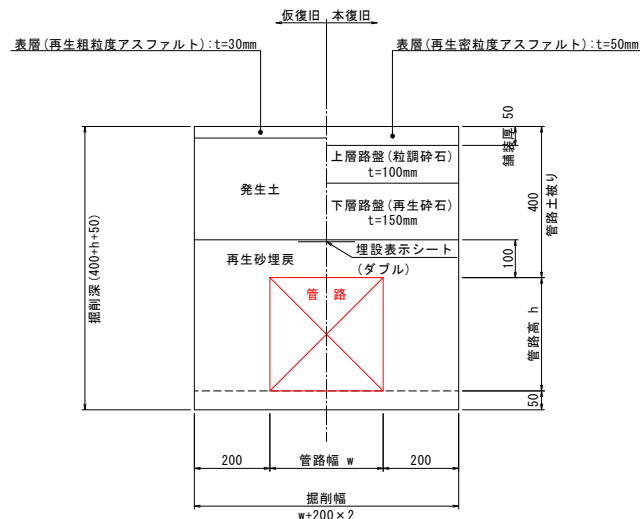 仮復旧 本復旧
表層(再生粗粒度アスファルト):t=30mm
表層(再生密粒度アスファルト):t=50mm
舗装厚 50
上層路盤(粒調砕石)
t=100mm
発生土
下層路盤(再生砕石)
t=150mm
400
管路土被り
埋設表示シート
(ダブル)
再生砂埋戻
100
掘削深(400+h+50)
管路
管路高 h
50
200
管路幅 w
200
掘削幅
w+200×2